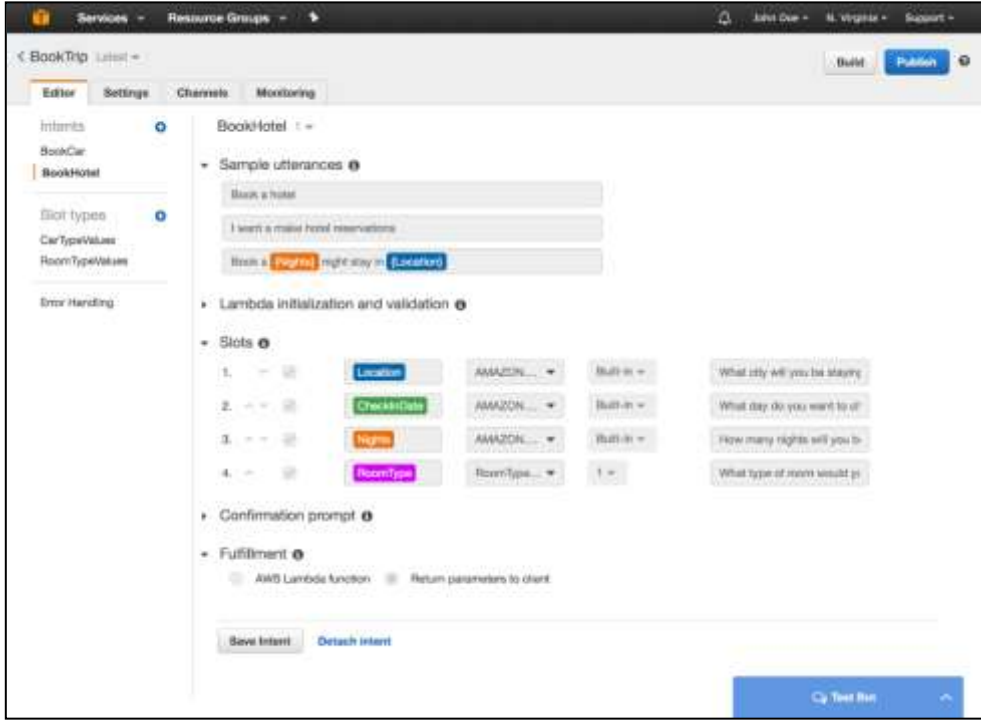 Services Resource Groups John Doe N. Virginia Support
BookTrip Latest
Build Publish
Editor Settings Channels Monitoring
Intents
BookCar
BookHotel
Slot types
CarTypeValues
RoomTypeValues
Error Handling
BookHotel 1
Sample utterances
Book a hotel
I want a make hotel reservations
Book a {Nights} night stay in {Location}
Lambda initialization and validation
Slots
1. Location AMAZON.... Built-in What city will you be staying
2. CheckInDate AMAZON.... Built-in What day do you want to
3. Nights AMAZON.... Built-in How many nights will you
4. RoomType RoomType... 1 What type of room would
Confirmation prompt
Fulfillment
AWS Lambda function Return parameters to client
Save Intent Detach intent
Test Bot